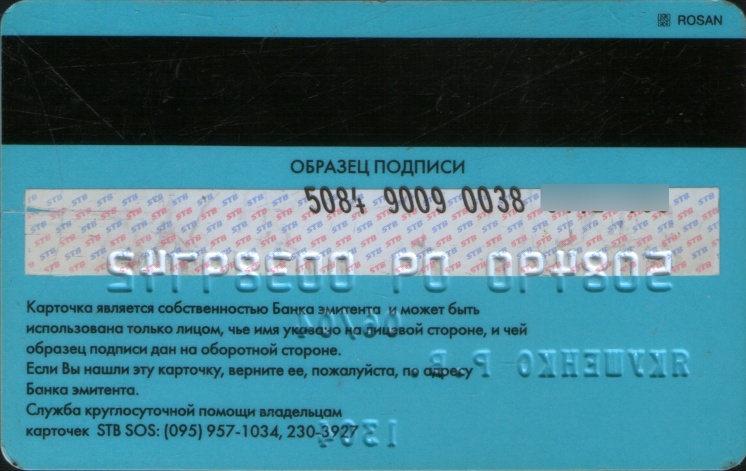 ROSAN
ОБРАЗЕЦ ПОДПИСИ
5084 9009 0038
Карточка является собственностью Банка эмитента и может быть
использована только лицом, чье имя указано на лицевой стороне, и чей
образец подписи дан на оборотной стороне.
Если Вы нашли эту карточку, верните ее, пожалуйста, по адресу
Банка эмитента.
Служба круглосуточной помощи владельцам
карточек STB SOS: (095) 957-1034, 230-3927